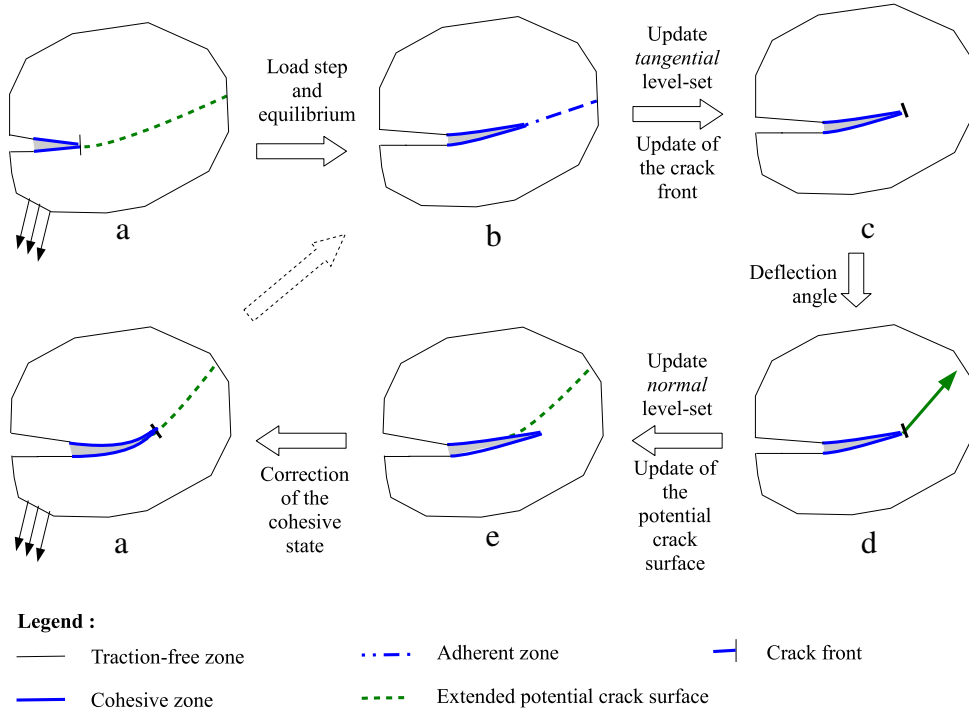 Load step
and
equilibrium
Update
tangential
level-set
Update of
the crack
front
a
b
c
Deflection
angle
Update
normal
level-set
Correction
of the
cohesive
state
Update of
the
potential
crack
surface
a
e
d
Legend :
Traction-free zone
Adherent zone
Crack front
Cohesive zone
Extended potential crack surface